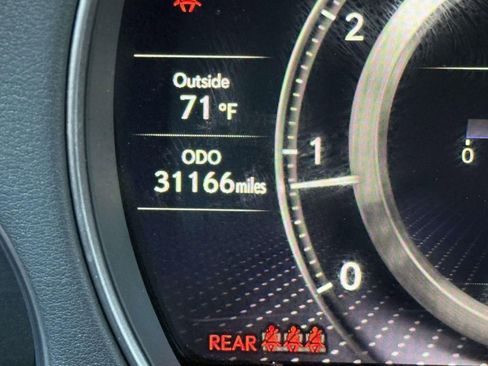 2
Outside
71 °F
ODO
31166miles
1
0
0
REAR